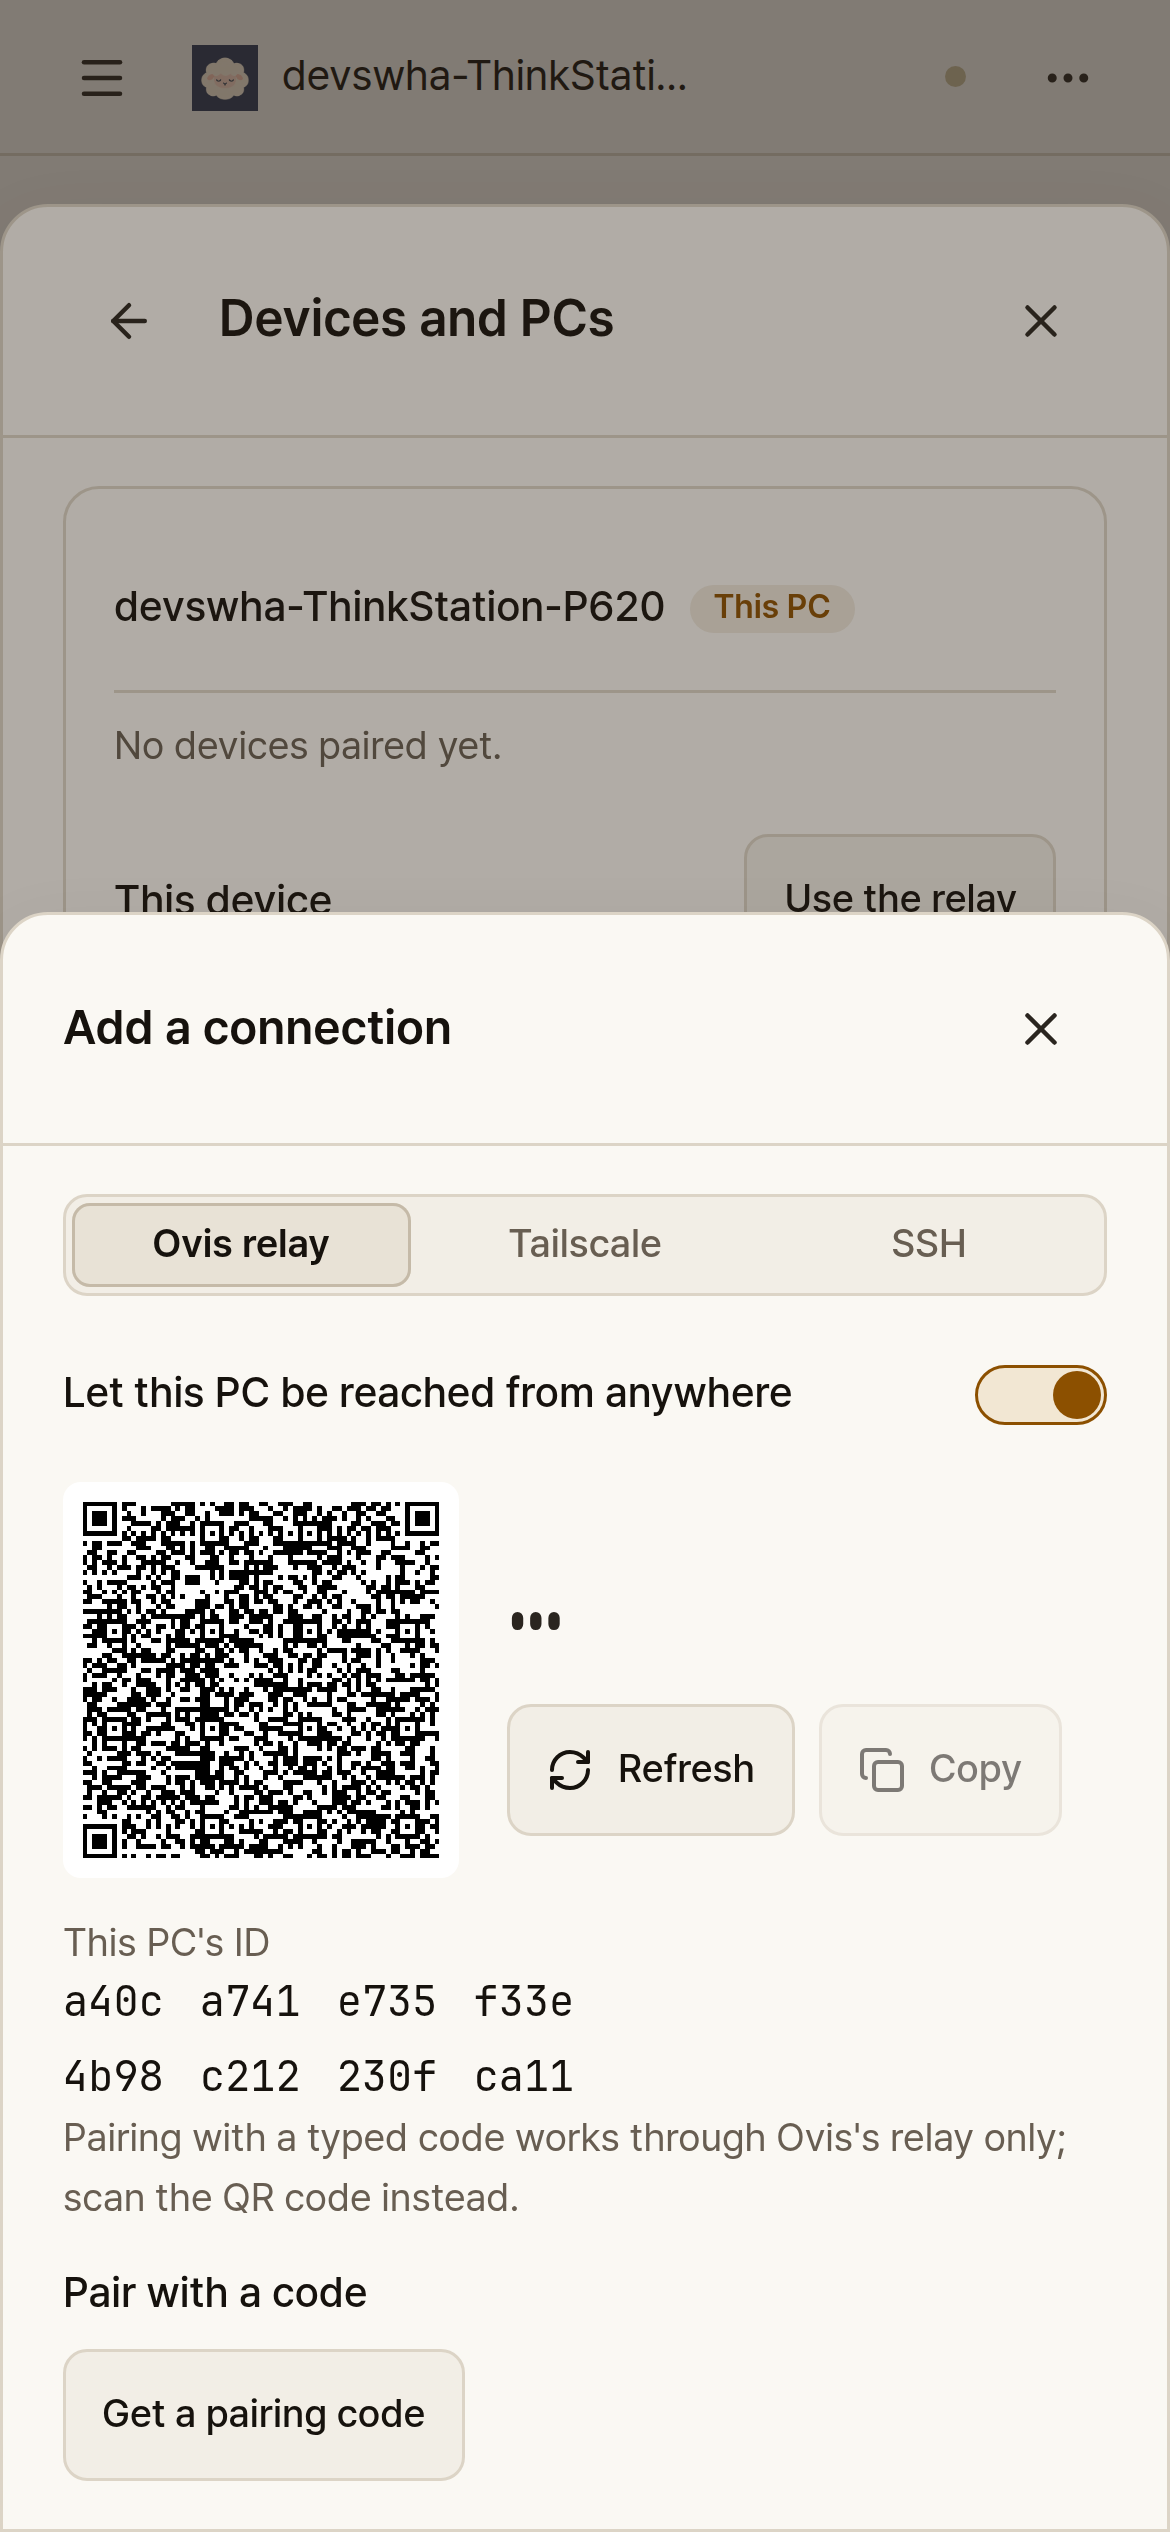 devswha-ThinkStati...
Devices and PCs
devswha-ThinkStation-P620 This PC
No devices paired yet.
This device Use the relay
Add a connection
Ovis relay Tailscale SSH
Let this PC be reached from anywhere
...
Refresh Copy
This PC's ID
a40c a741 e735 f33e
4b98 c212 230f ca11
Pairing with a typed code works through Ovis's relay only;
scan the QR code instead.
Pair with a code
Get a pairing code